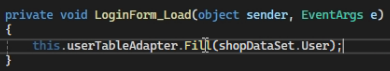 private void LoginForm_Load(object sender, EventArgs e)
{
this.userTableAdapter.Fill(shopDataSet.User);
}